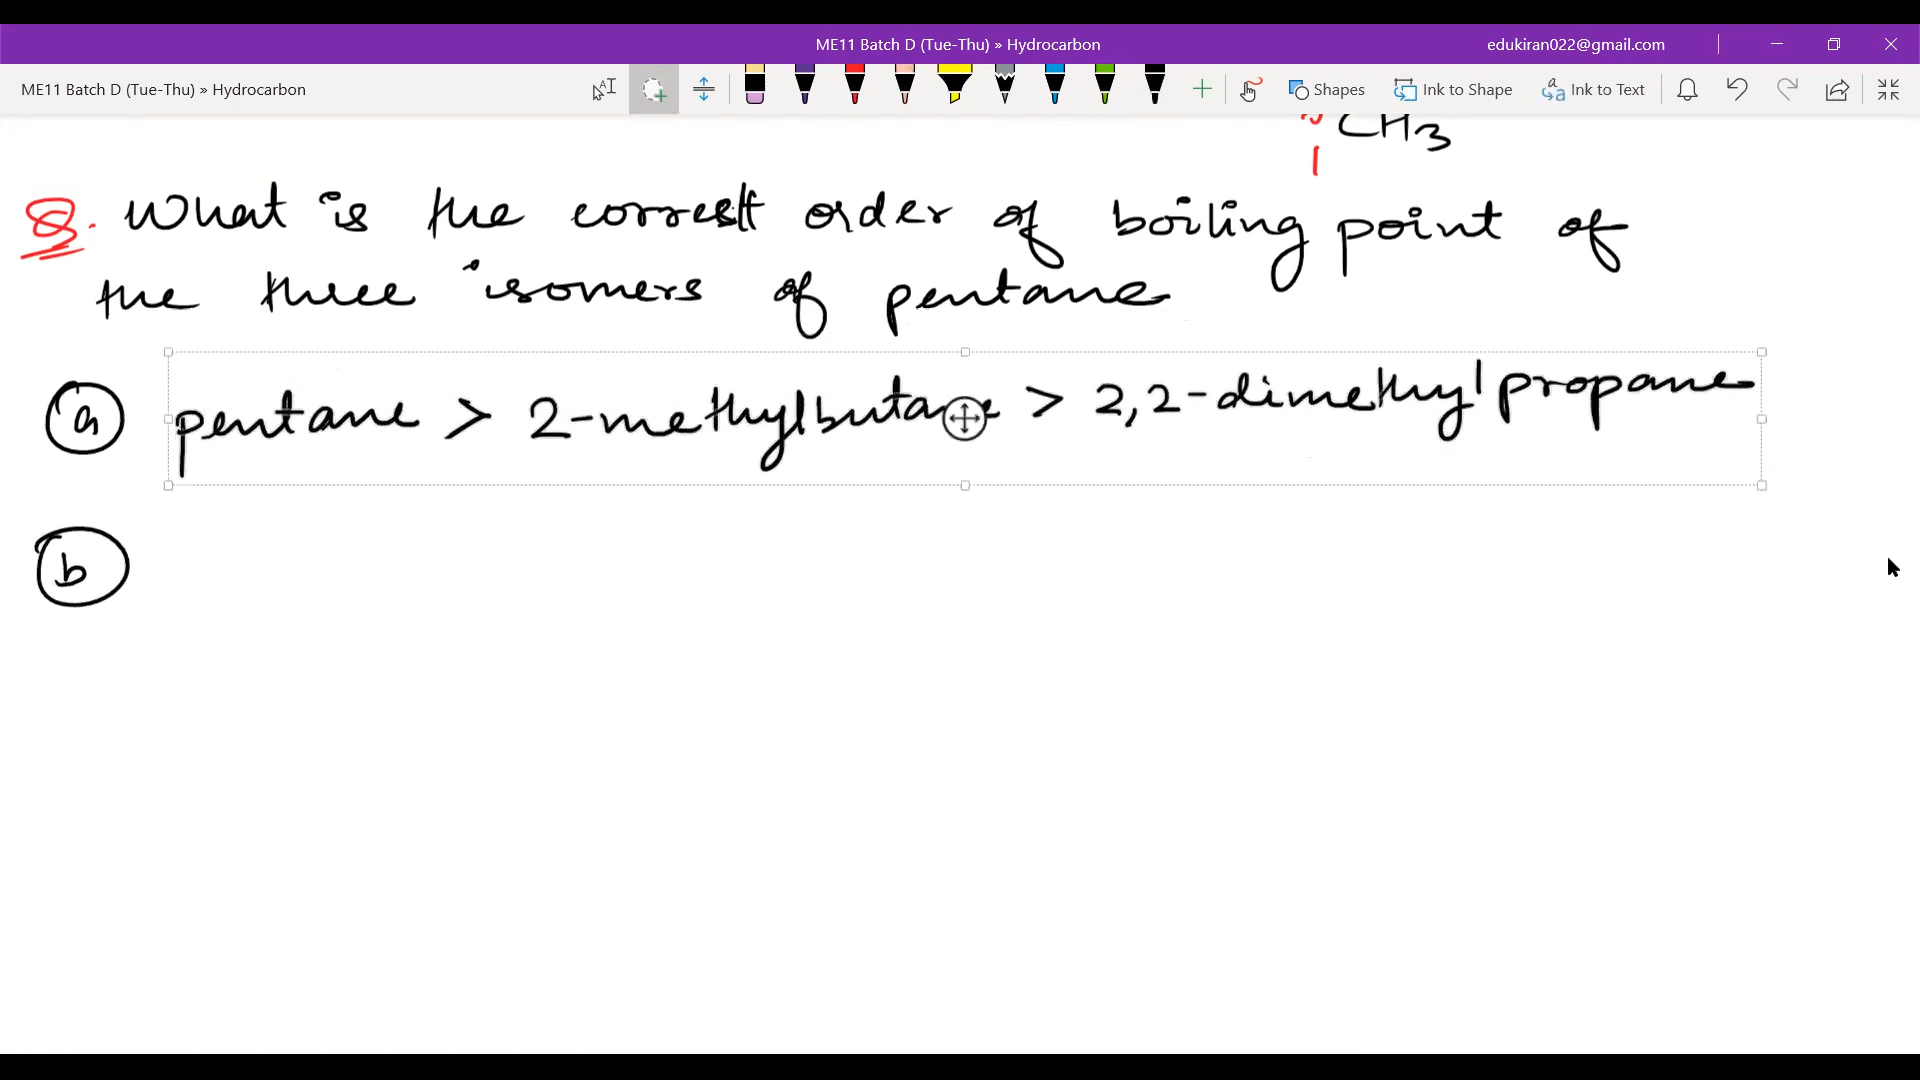 ME11 Batch D (Tue-Thu) » Hydrocarbon
edukiran022@gmail.com
ME11 Batch D (Tue-Thu) » Hydrocarbon
Shapes
Ink to Shape
Ink to Text
CH3
1
Q. What is the correct order of boiling point of
the three isomers of pentane
a pentane > 2-methylbutane > 2,2-dimethylpropane
b